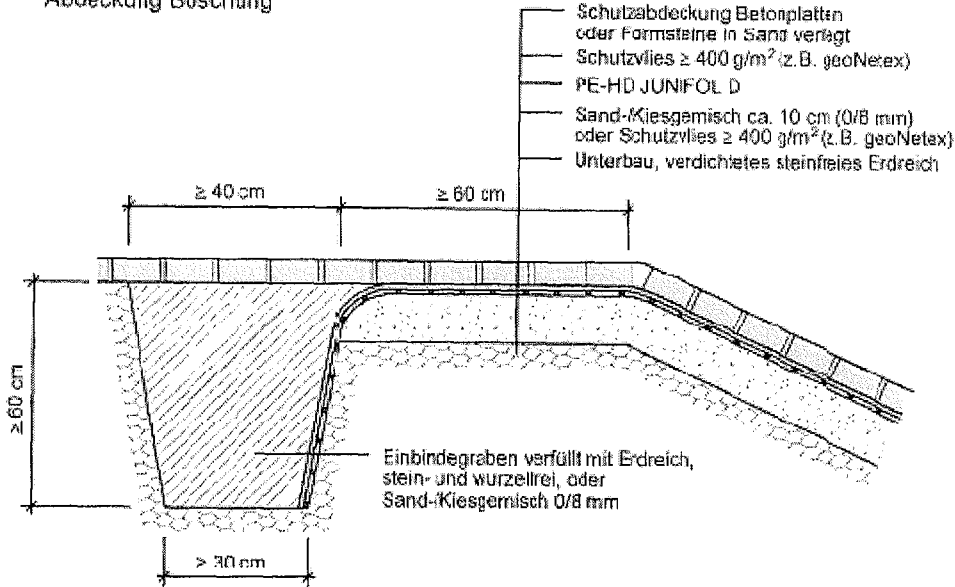 Abdeckung Böschung
Schutzabdeckung Betonplatten
oder Formsteine in Sand verlegt
Schutzvlies ≥ 400 g/m² (z.B. geoNetex)
PE-HD JUNIFOL D
Sand-/Kiesgemisch ca. 10 cm (0/8 mm)
oder Schutzvlies ≥ 400 g/m² (z.B. geoNetex)
Unterbau, verdichtetes steinfreies Erdreich
≥ 40 cm
≥ 60 cm
≥60 cm
Einbindegraben verfüllt mit Erdreich,
stein- und wurzelfrei, oder
Sand-/Kiesgemisch 0/8 mm
> 30 cm